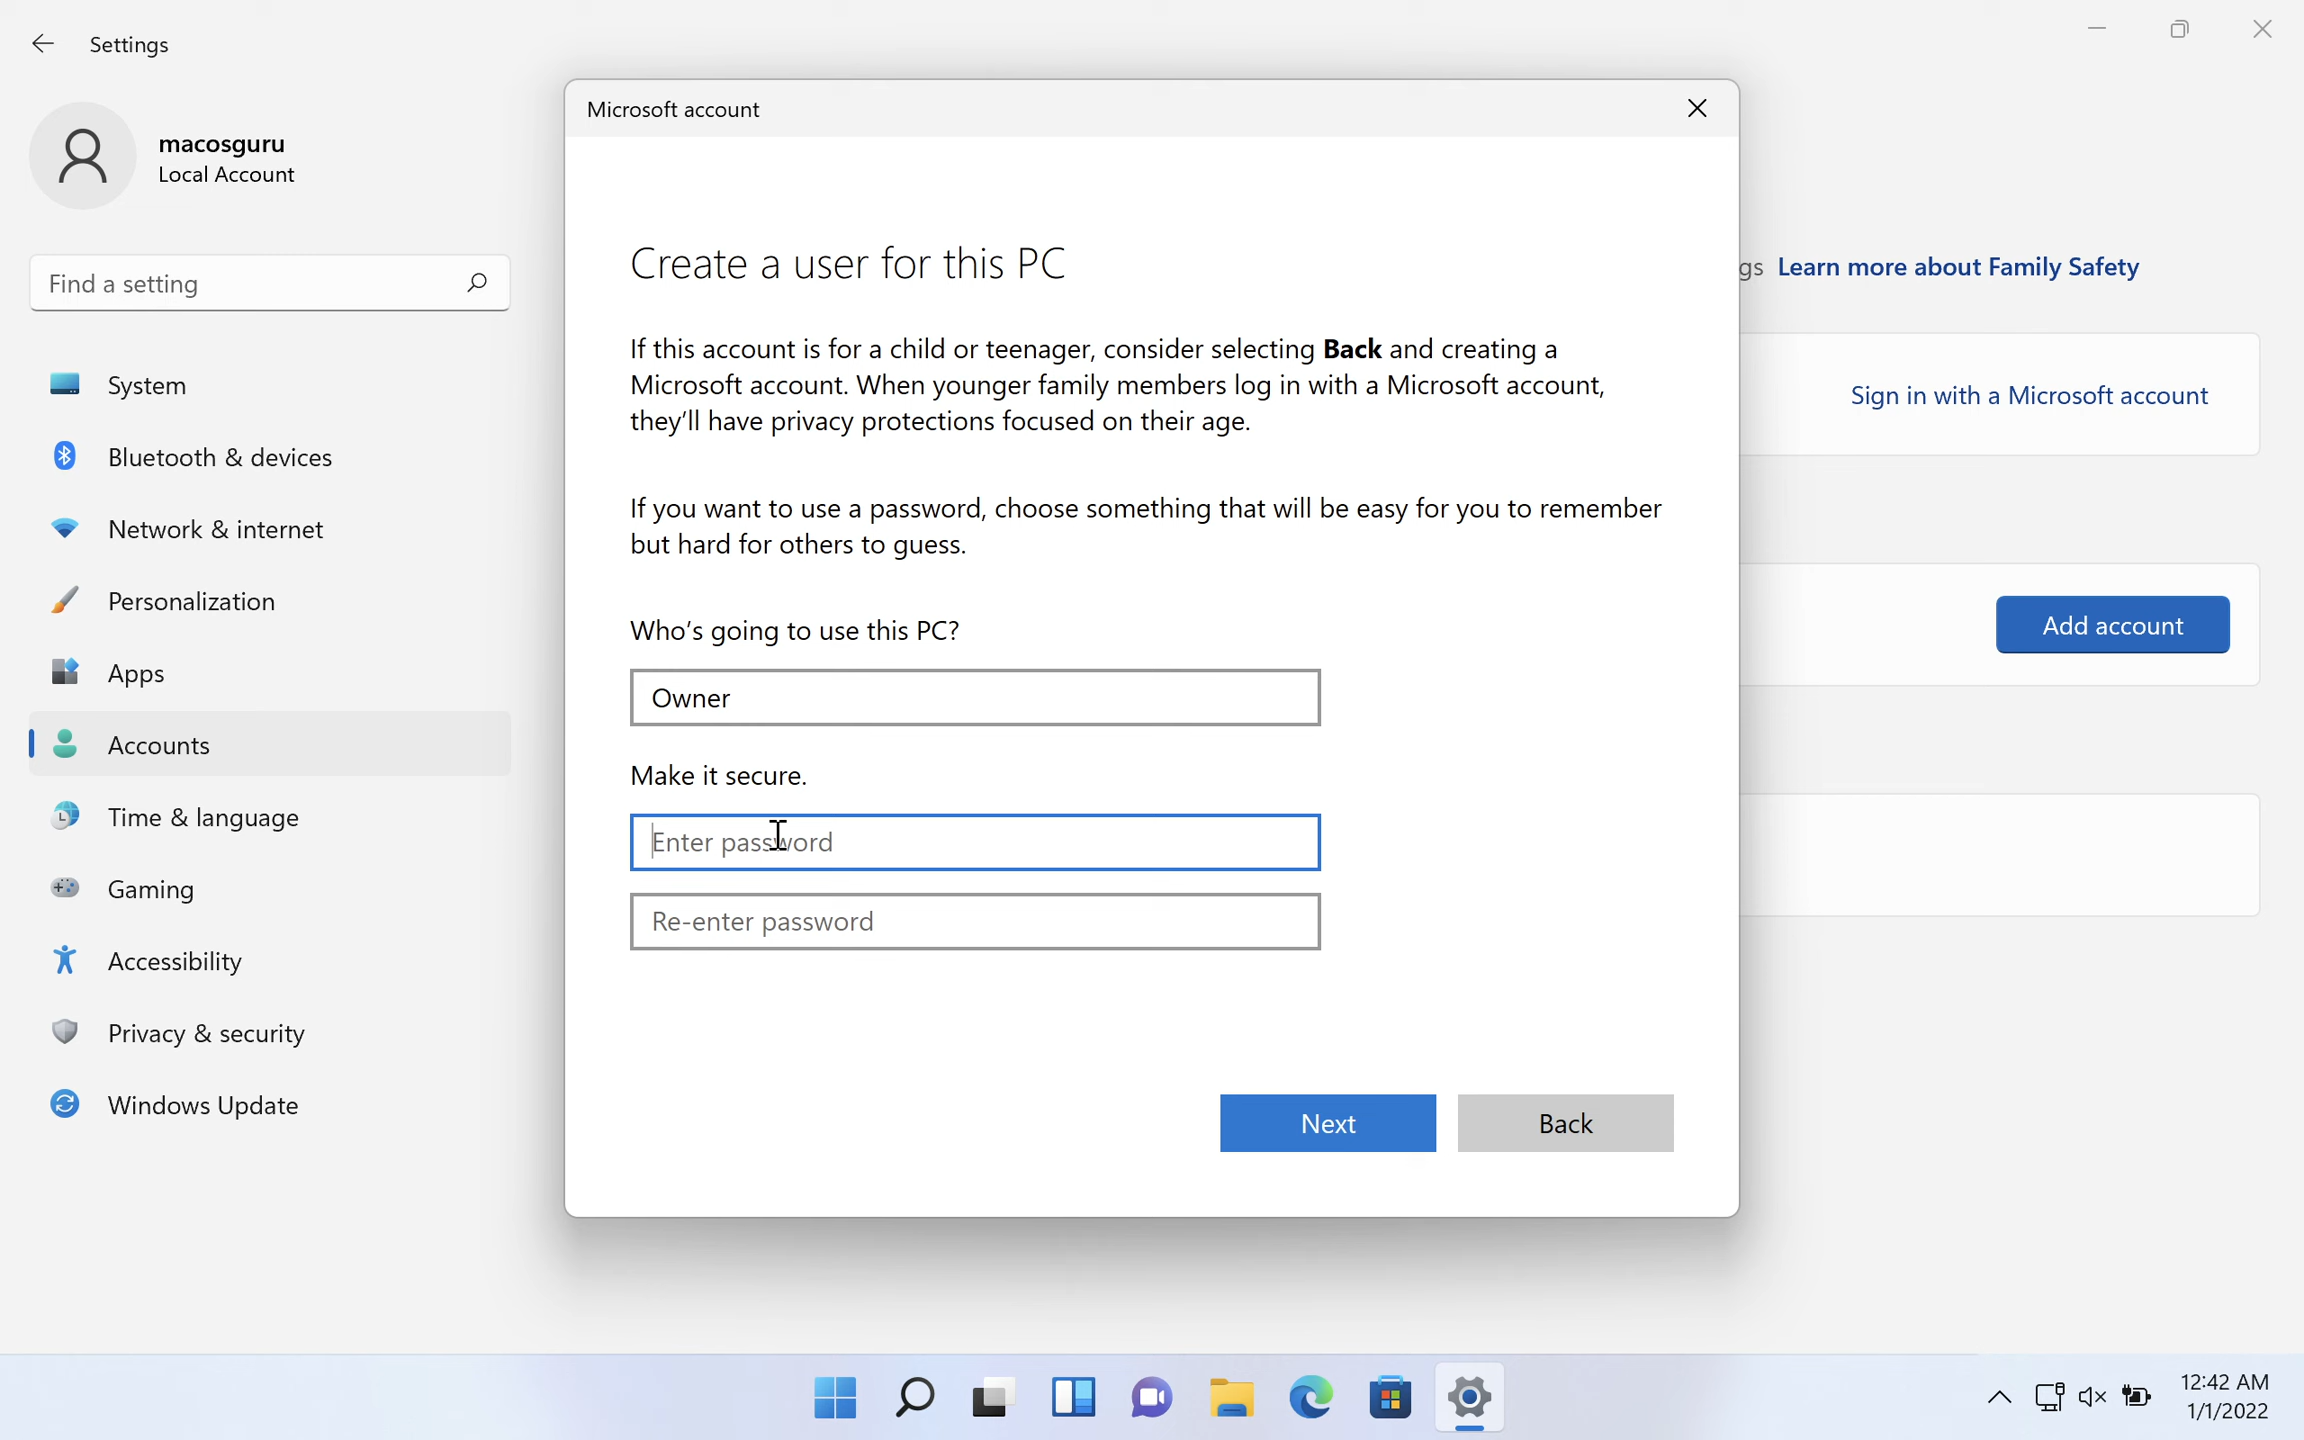 Settings
macosguru
Local Account
Find a setting
System
Bluetooth & devices
Network & internet
Personalization
Apps
Accounts
Time & language
Gaming
Accessibility
Privacy & security
Windows Update
Microsoft account
Create a user for this PC
If this account is for a child or teenager, consider selecting Back and creating a
Microsoft account. When younger family members log in with a Microsoft account,
they'll have privacy protections focused on their age.
If you want to use a password, choose something that will be easy for you to remember
but hard for others to guess.
Who's going to use this PC?
Owner
Make it secure.
Enter password
Re-enter password
Next
Back
gs Learn more about Family Safety
Sign in with a Microsoft account
Add account
12:42 AM
1/1/2022